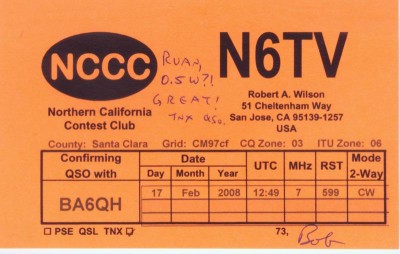 NCCC
Northern California
Contest Club
RUAN,
0.5W?!
GREAT!
TNX QSO.
N6TV
Robert A. Wilson
51 Cheltenham Way
San Jose, CA 95139-1257
USA
County: Santa Clara Grid: CM97cf CQ Zone: 03 ITU Zone: 06
Confirming QSO with Date UTC MHz RST Mode 2-Way
Day Month Year
BA6QH 17 Feb 2008 12:49 7 599 CW
PSE QSL TNX ☑ 73, Bob